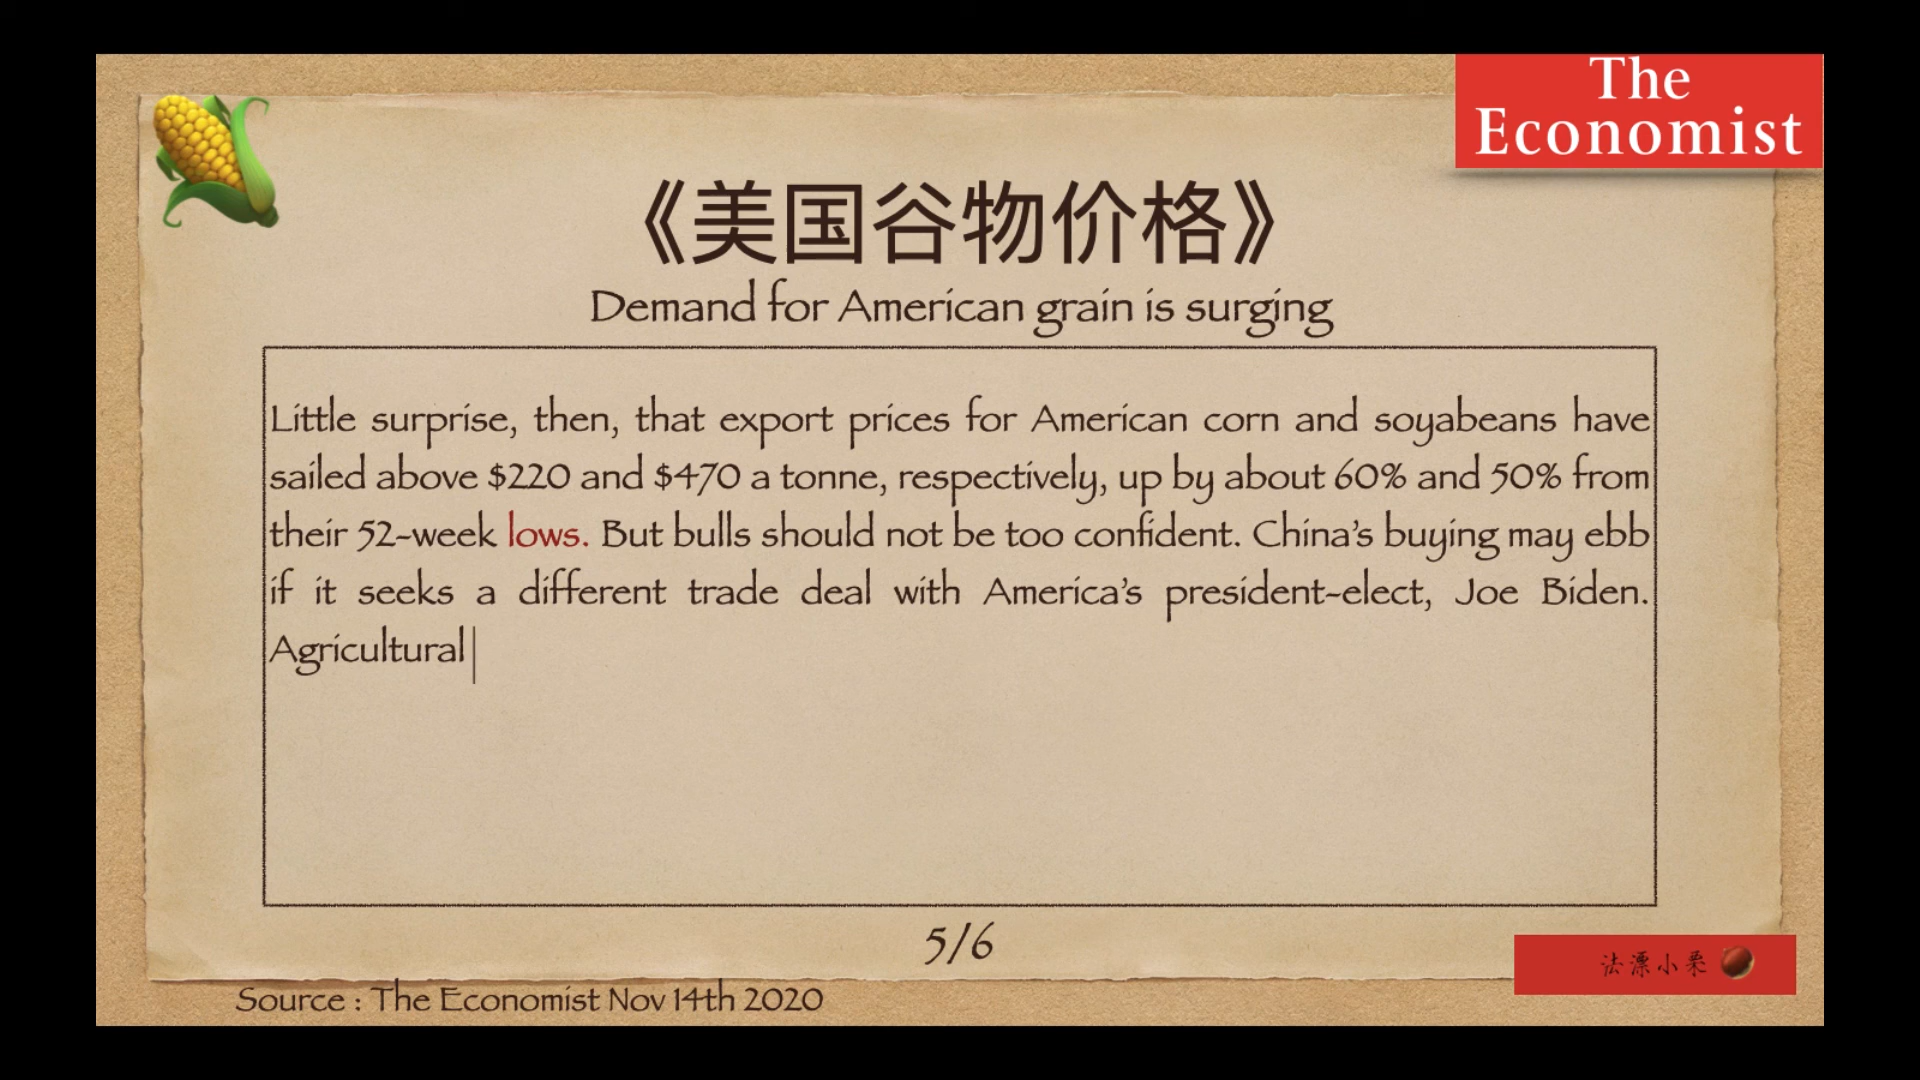 The
Economist
《美国谷物价格》
Demand for American grain is surging
Little surprise, then, that export prices for American corn and soyabeans have
sailed above $220 and $470 a tonne, respectively, up by about 60% and 50% from
their 52-week lows. But bulls should not be too confident. China's buying may ebb
if it seeks a different trade deal with America's president-elect, Joe Biden.
Agricultural
5/6
法漂小栗
Source : The Economist Nov 14th 2020